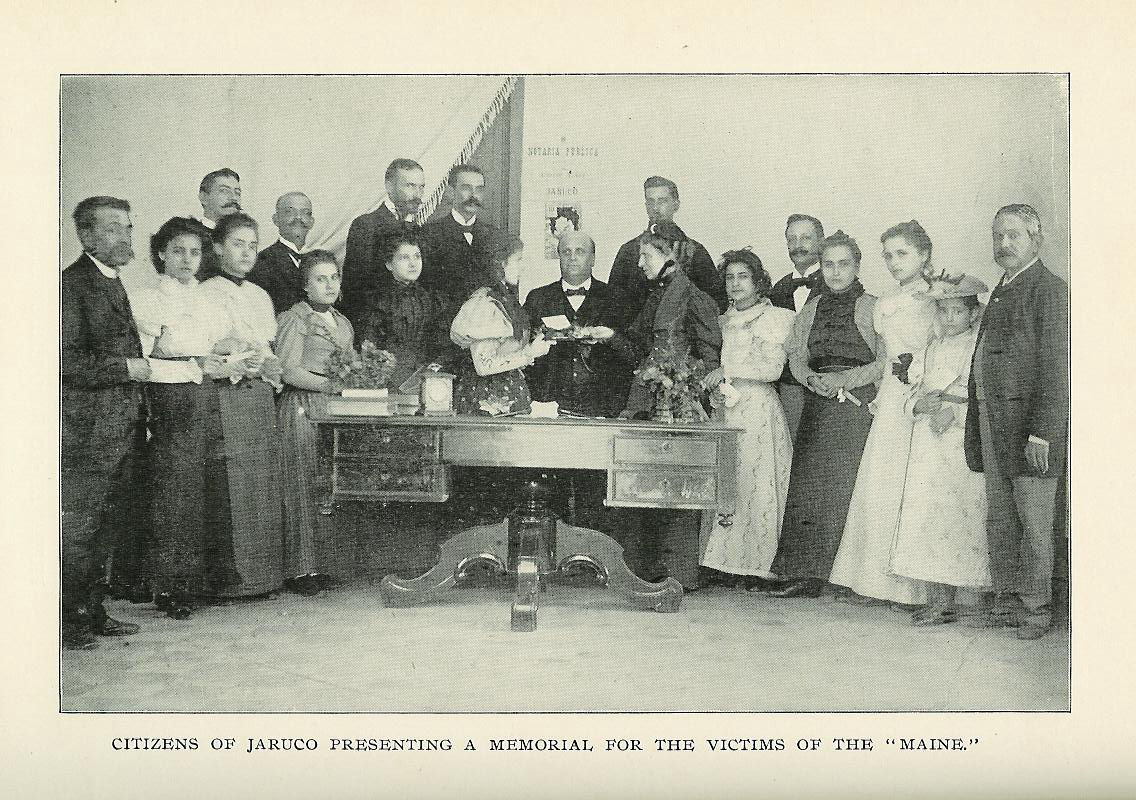 NOTARIA PUBLICA
JARUCO
CITIZENS OF JARUCO PRESENTING A MEMORIAL FOR THE VICTIMS OF THE “MAINE.”